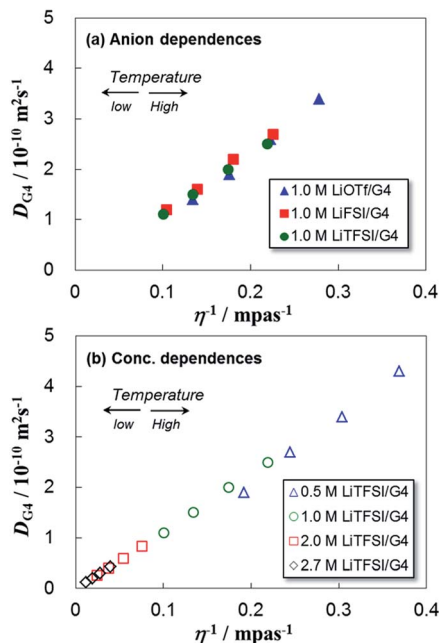 (a) Anion dependences
Temperature
low High
D_G4 / 10⁻¹⁰ m²s⁻¹
5
4
3
2
1
0
0 0.1 0.2 0.3 0.4
η⁻¹ / mpas⁻¹
1.0 M LiOTf/G4
1.0 M LiFSI/G4
1.0 M LiTFSI/G4
(b) Conc. dependences
Temperature
low High
D_G4 / 10⁻¹⁰ m²s⁻¹
5
4
3
2
1
0
0 0.1 0.2 0.3 0.4
η⁻¹ / mpas⁻¹
0.5 M LiTFSI/G4
1.0 M LiTFSI/G4
2.0 M LiTFSI/G4
2.7 M LiTFSI/G4